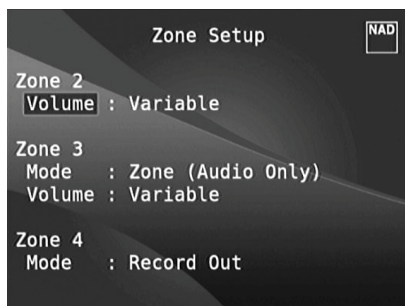 Zone Setup
NAD
Zone 2
Volume : Variable
Zone 3
Mode : Zone (Audio Only)
Volume : Variable
Zone 4
Mode : Record Out